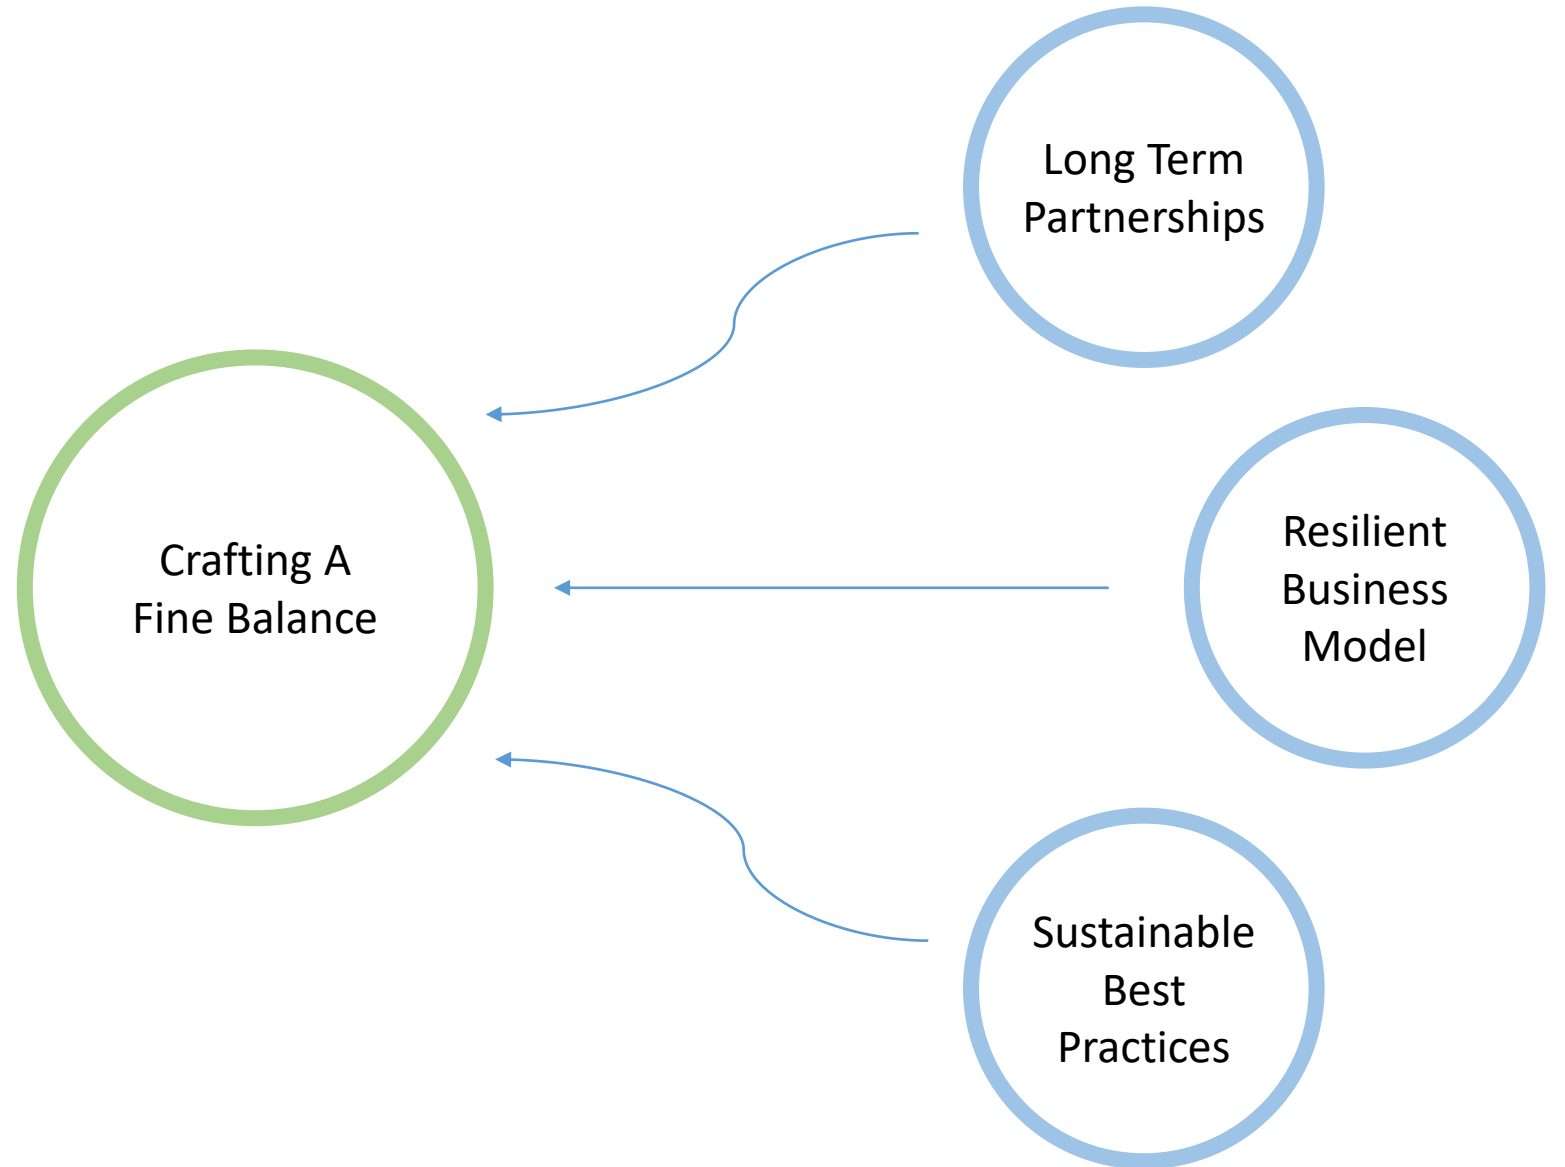 Long Term
Partnerships
Crafting A
Fine Balance
Resilient
Business
Model
Sustainable
Best
Practices